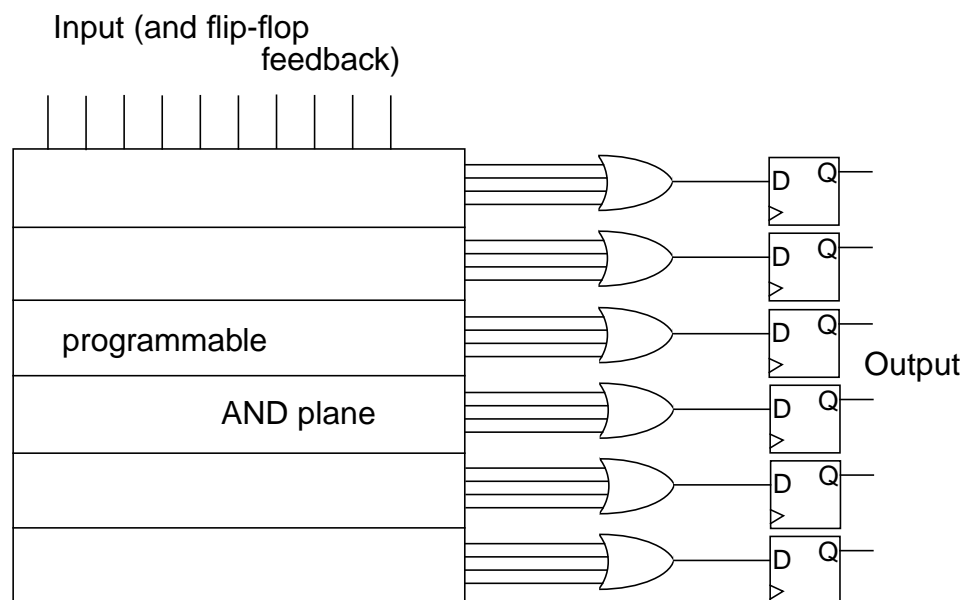 Input (and flip-flop
feedback)
D Q
D Q
programmable
D Q
Output
AND plane
D Q
D Q
D Q